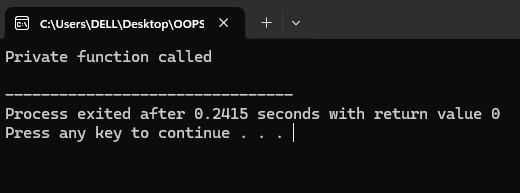 C:\Users\DELL\Desktop\OOPS
Private function called
--------------------------------
Process exited after 0.2415 seconds with return value 0
Press any key to continue . . .